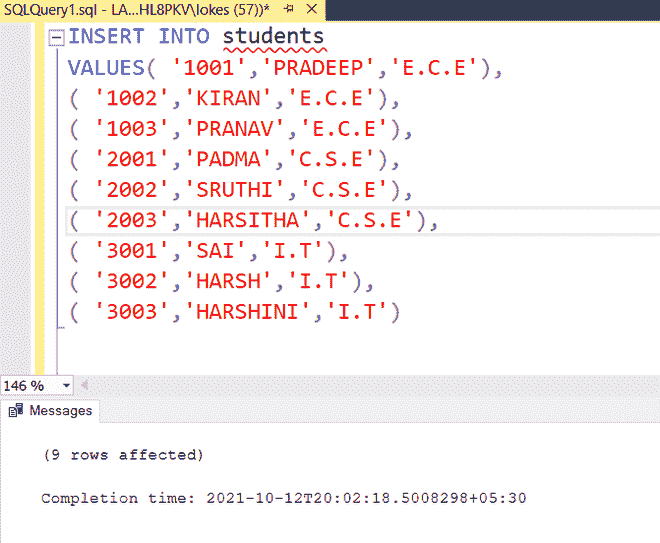 SQLQuery1.sql - LA...HL8PKV\lokes (57))*
INSERT INTO students
VALUES( '1001','PRADEEP','E.C.E'),
( '1002','KIRAN','E.C.E'),
( '1003','PRANAV','E.C.E'),
( '2001','PADMA','C.S.E'),
( '2002','SRUTHI','C.S.E'),
( '2003','HARSITHA','C.S.E'),
( '3001','SAI','I.T'),
( '3002','HARSH','I.T'),
( '3003','HARSHINI','I.T')
146 %
Messages
(9 rows affected)
Completion time: 2021-10-12T20:02:18.5008298+05:30